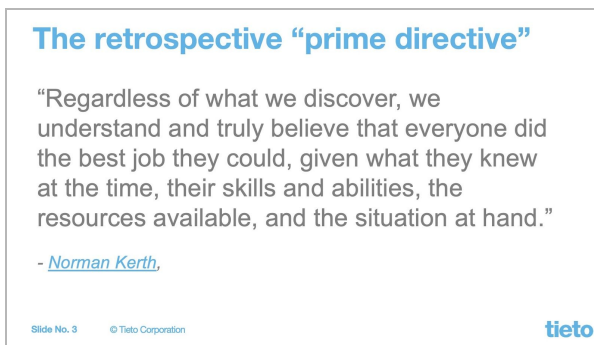 The retrospective “prime directive”
“Regardless of what we discover, we
understand and truly believe that everyone did
the best job they could, given what they knew
at the time, their skills and abilities, the
resources available, and the situation at hand.”
- Norman Kerth,
Slide No. 3 © Tieto Corporation
tieto